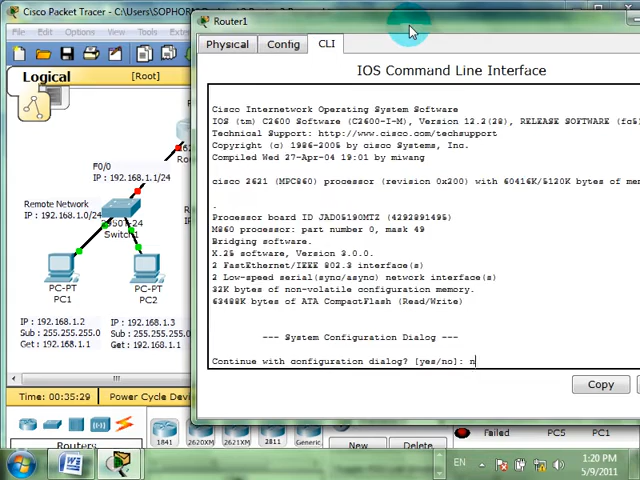 Cisco Packet Tracer - C:\Users\SOPHORN
File Edit Options View Tools
Logical [Root]
F0/0
IP : 192.168.1.1/24
Remote Network
192.168.1.0/24
Switch1
PC-PT
PC1
PC-PT
PC2
IP : 192.168.1.2
Sub : 255.255.255.0
Get : 192.168.1.1
IP : 192.168.1.3
Sub : 255.255.255.0
Get : 192.168.1.1
Time: 00:35:29
Power Cycle Devices
Routers
1841
2620XM
2621XM
2811
Generic
Router1
Physical Config CLI
IOS Command Line Interface
Cisco Internetwork Operating System Software
IOS (tm) C2600 Software (C2600-I-M), Version 12.2(28), RELEASE SOFTWARE (fc5)
Technical Support: http://www.cisco.com/techsupport
Copyright (c) 1986-2005 by cisco Systems, Inc.
Compiled Wed 27-Apr-04 19:01 by miwang
cisco 2621 (MPC860) processor (revision 0x200) with 60416K/5120K bytes of mem
.
Processor board ID JAD05190MTZ (4292891495)
M860 processor: part number 0, mask 49
Bridging software.
X.25 software, Version 3.0.0.
2 FastEthernet/IEEE 802.3 interface(s)
2 Low-speed serial(sync/async) network interface(s)
32K bytes of non-volatile configuration memory.
63488K bytes of ATA CompactFlash (Read/Write)
--- System Configuration Dialog ---
Continue with configuration dialog? [yes/no]: n
Copy
New
Delete
Failed PC5 PC1
EN
1:20 PM
5/9/2011